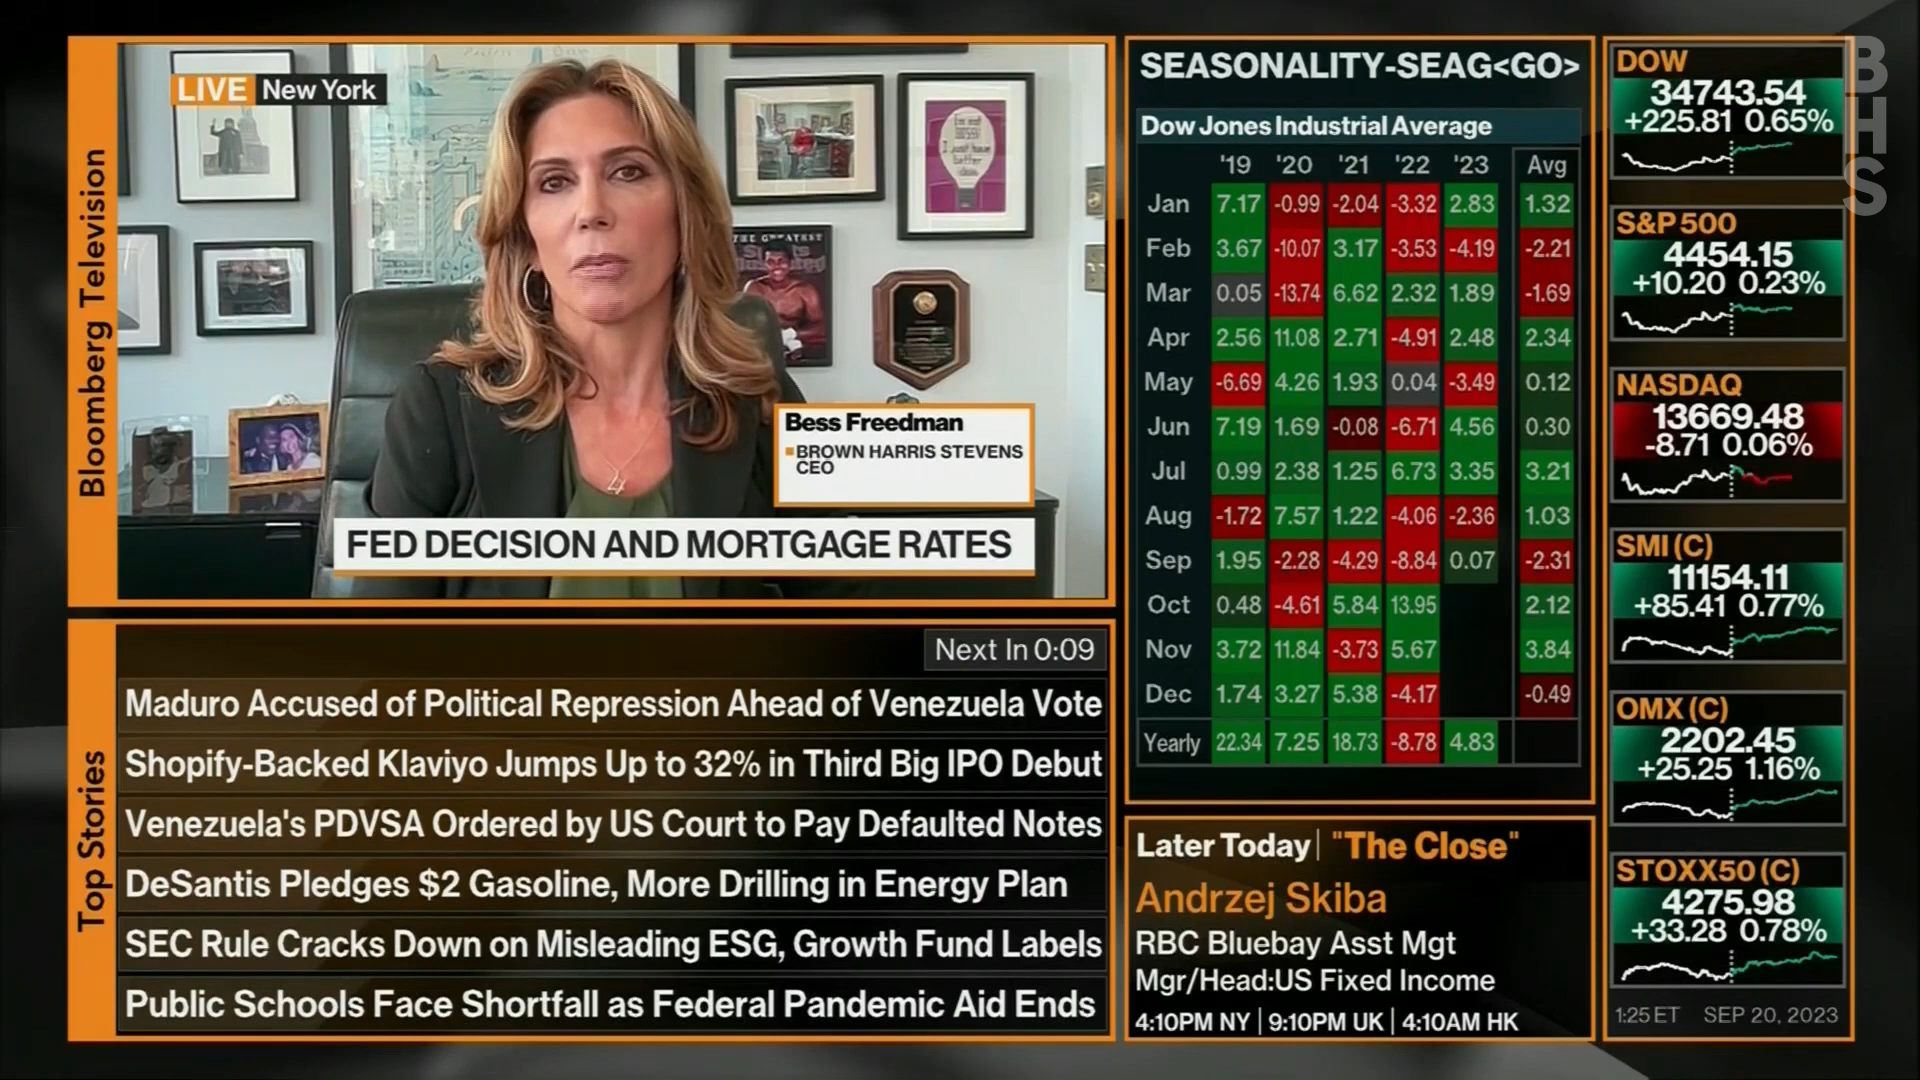 LIVE New York
Bloomberg Television
THE GREATEST
I'm not
BOSSY
I just have
better
ideas
Bess Freedman
BROWN HARRIS STEVENS
CEO
FED DECISION AND MORTGAGE RATES
Top Stories
Next In 0:09
Maduro Accused of Political Repression Ahead of Venezuela Vote
Shopify-Backed Klaviyo Jumps Up to 32% in Third Big IPO Debut
Venezuela's PDVSA Ordered by US Court to Pay Defaulted Notes
DeSantis Pledges $2 Gasoline, More Drilling in Energy Plan
SEC Rule Cracks Down on Misleading ESG, Growth Fund Labels
Public Schools Face Shortfall as Federal Pandemic Aid Ends
SEASONALITY-SEAG<GO>
Dow Jones Industrial Average
'19 '20 '21 '22 '23 Avg
Jan 7.17 -0.99 -2.04 -3.32 2.83 1.32
Feb 3.67 -10.07 3.17 -3.53 -4.19 -2.21
Mar 0.05 -13.74 6.62 2.32 1.89 -1.69
Apr 2.56 11.08 2.71 -4.91 2.48 2.34
May -6.69 4.26 1.93 0.04 -3.49 0.12
Jun 7.19 1.69 -0.08 -6.71 4.56 0.30
Jul 0.99 2.38 1.25 6.73 3.35 3.21
Aug -1.72 7.57 1.22 -4.06 -2.36 1.03
Sep 1.95 -2.28 -4.29 -8.84 0.07 -2.31
Oct 0.48 -4.61 5.84 13.95 2.12
Nov 3.72 11.84 -3.73 5.67 3.84
Dec 1.74 3.27 5.38 -4.17 -0.49
Yearly 22.34 7.25 18.73 -8.78 4.83
Later Today | "The Close"
Andrzej Skiba
RBC Bluebay Asst Mgt
Mgr/Head:US Fixed Income
4:10PM NY | 9:10PM UK | 4:10AM HK
DOW
34743.54
+225.81 0.65%
S&P 500
4454.15
+10.20 0.23%
NASDAQ
13669.48
-8.71 0.06%
SMI (C)
11154.11
+85.41 0.77%
OMX (C)
2202.45
+25.25 1.16%
STOXX50 (C)
4275.98
+33.28 0.78%
1:25 ET SEP 20, 2023
BHS